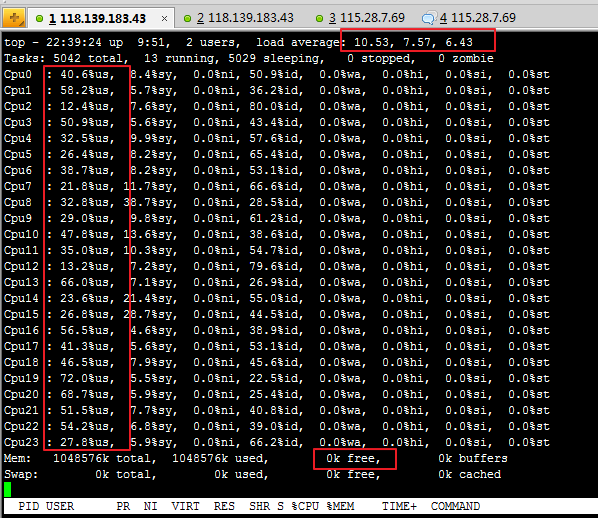 1 118.139.183.43 × 2 118.139.183.43 3 115.28.7.69 4 115.28.7.69
top - 22:39:24 up 9:51, 2 users, load average: 10.53, 7.57, 6.43
Tasks: 5042 total, 13 running, 5029 sleeping, 0 stopped, 0 zombie
Cpu0 : 40.6%us, 8.4%sy, 0.0%ni, 50.9%id, 0.0%wa, 0.0%hi, 0.0%si, 0.0%st
Cpu1 : 58.2%us, 5.7%sy, 0.0%ni, 36.2%id, 0.0%wa, 0.0%hi, 0.0%si, 0.0%st
Cpu2 : 12.4%us, 7.6%sy, 0.0%ni, 80.0%id, 0.0%wa, 0.0%hi, 0.0%si, 0.0%st
Cpu3 : 50.9%us, 5.6%sy, 0.0%ni, 43.4%id, 0.0%wa, 0.0%hi, 0.0%si, 0.0%st
Cpu4 : 32.5%us, 9.9%sy, 0.0%ni, 57.6%id, 0.0%wa, 0.0%hi, 0.0%si, 0.0%st
Cpu5 : 26.4%us, 8.2%sy, 0.0%ni, 65.4%id, 0.0%wa, 0.0%hi, 0.0%si, 0.0%st
Cpu6 : 38.7%us, 8.2%sy, 0.0%ni, 53.1%id, 0.0%wa, 0.0%hi, 0.0%si, 0.0%st
Cpu7 : 21.8%us, 11.7%sy, 0.0%ni, 66.6%id, 0.0%wa, 0.0%hi, 0.0%si, 0.0%st
Cpu8 : 32.8%us, 38.7%sy, 0.0%ni, 28.5%id, 0.0%wa, 0.0%hi, 0.0%si, 0.0%st
Cpu9 : 29.0%us, 9.8%sy, 0.0%ni, 61.2%id, 0.0%wa, 0.0%hi, 0.0%si, 0.0%st
Cpu10 : 47.8%us, 13.6%sy, 0.0%ni, 38.6%id, 0.0%wa, 0.0%hi, 0.0%si, 0.0%st
Cpu11 : 35.0%us, 10.3%sy, 0.0%ni, 54.7%id, 0.0%wa, 0.0%hi, 0.0%si, 0.0%st
Cpu12 : 13.2%us, 7.2%sy, 0.0%ni, 79.6%id, 0.0%wa, 0.0%hi, 0.0%si, 0.0%st
Cpu13 : 66.0%us, 7.1%sy, 0.0%ni, 26.9%id, 0.0%wa, 0.0%hi, 0.0%si, 0.0%st
Cpu14 : 23.6%us, 21.4%sy, 0.0%ni, 55.0%id, 0.0%wa, 0.0%hi, 0.0%si, 0.0%st
Cpu15 : 26.8%us, 28.7%sy, 0.0%ni, 44.5%id, 0.0%wa, 0.0%hi, 0.0%si, 0.0%st
Cpu16 : 56.5%us, 4.6%sy, 0.0%ni, 38.9%id, 0.0%wa, 0.0%hi, 0.0%si, 0.0%st
Cpu17 : 41.3%us, 5.6%sy, 0.0%ni, 53.1%id, 0.0%wa, 0.0%hi, 0.0%si, 0.0%st
Cpu18 : 46.5%us, 7.9%sy, 0.0%ni, 45.6%id, 0.0%wa, 0.0%hi, 0.0%si, 0.0%st
Cpu19 : 72.0%us, 5.5%sy, 0.0%ni, 22.5%id, 0.0%wa, 0.0%hi, 0.0%si, 0.0%st
Cpu20 : 68.7%us, 5.9%sy, 0.0%ni, 25.4%id, 0.0%wa, 0.0%hi, 0.0%si, 0.0%st
Cpu21 : 51.5%us, 7.7%sy, 0.0%ni, 40.8%id, 0.0%wa, 0.0%hi, 0.0%si, 0.0%st
Cpu22 : 54.2%us, 6.8%sy, 0.0%ni, 39.0%id, 0.0%wa, 0.0%hi, 0.0%si, 0.0%st
Cpu23 : 27.8%us, 5.9%sy, 0.0%ni, 66.2%id, 0.0%wa, 0.0%hi, 0.0%si, 0.0%st
Mem: 1048576k total, 1048576k used, 0k free, 0k buffers
Swap: 0k total, 0k used, 0k free, 0k cached
PID USER PR NI VIRT RES SHR S %CPU %MEM TIME+ COMMAND